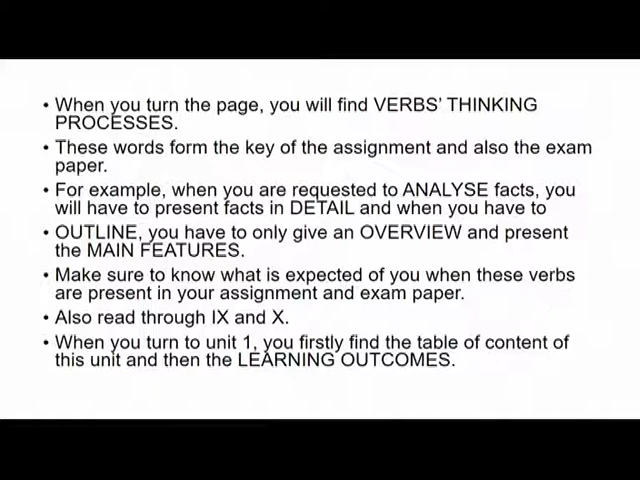 • When you turn the page, you will find VERBS' THINKING
PROCESSES.
• These words form the key of the assignment and also the exam
paper.
• For example, when you are requested to ANALYSE facts, you
will have to present facts in DETAIL and when you have to
• OUTLINE, you have to only give an OVERVIEW and present
the MAIN FEATURES.
• Make sure to know what is expected of you when these verbs
are present in your assignment and exam paper.
• Also read through IX and X.
• When you turn to unit 1, you firstly find the table of content of
this unit and then the LEARNING OUTCOMES.